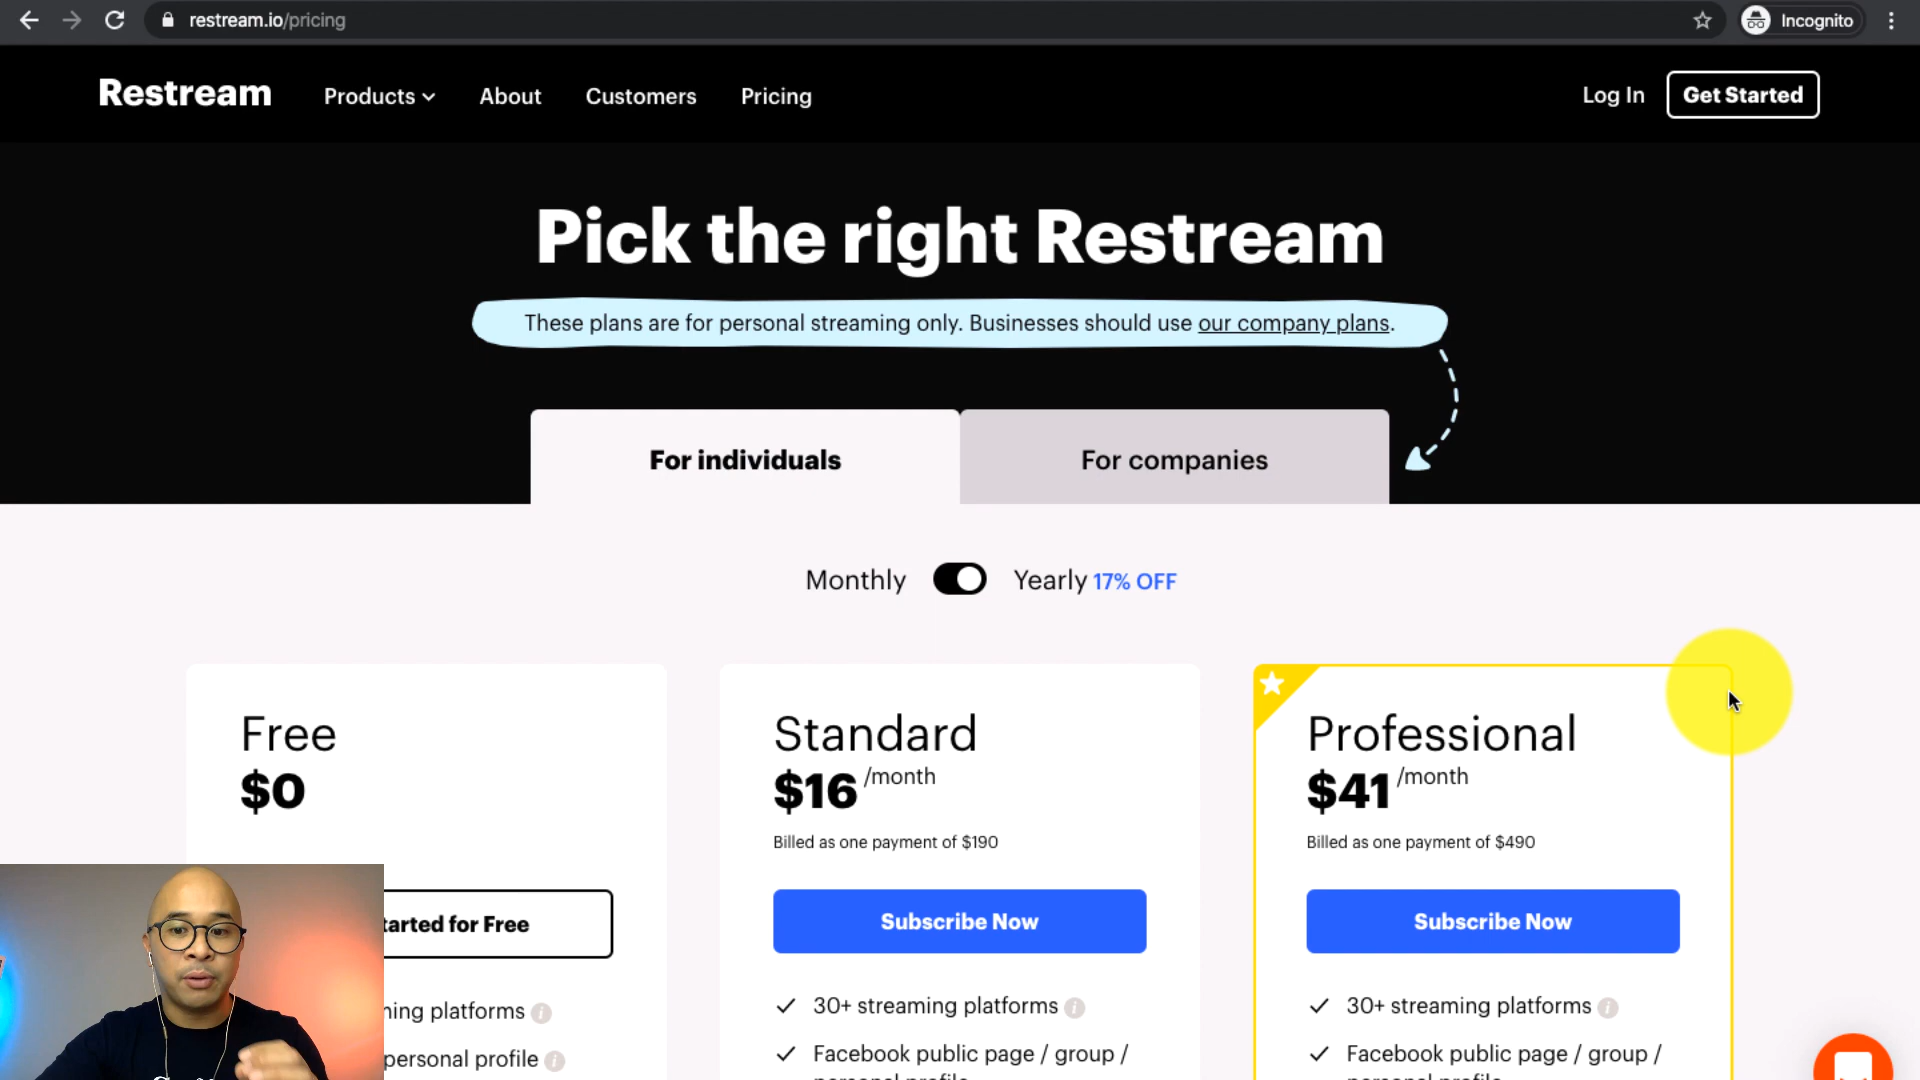 restream.io/pricing
Incognito
Restream
Products
About
Customers
Pricing
Log In
Get Started
Pick the right Restream
These plans are for personal streaming only. Businesses should use our company plans.
For individuals
For companies
Monthly
Yearly 17% OFF
Free
$0
for Free
platforms
personal profile
Standard
$16 /month
Billed as one payment of $190
Subscribe Now
30+ streaming platforms
Facebook public page / group /
Professional
$41 /month
Billed as one payment of $490
Subscribe Now
30+ streaming platforms
Facebook public page / group /